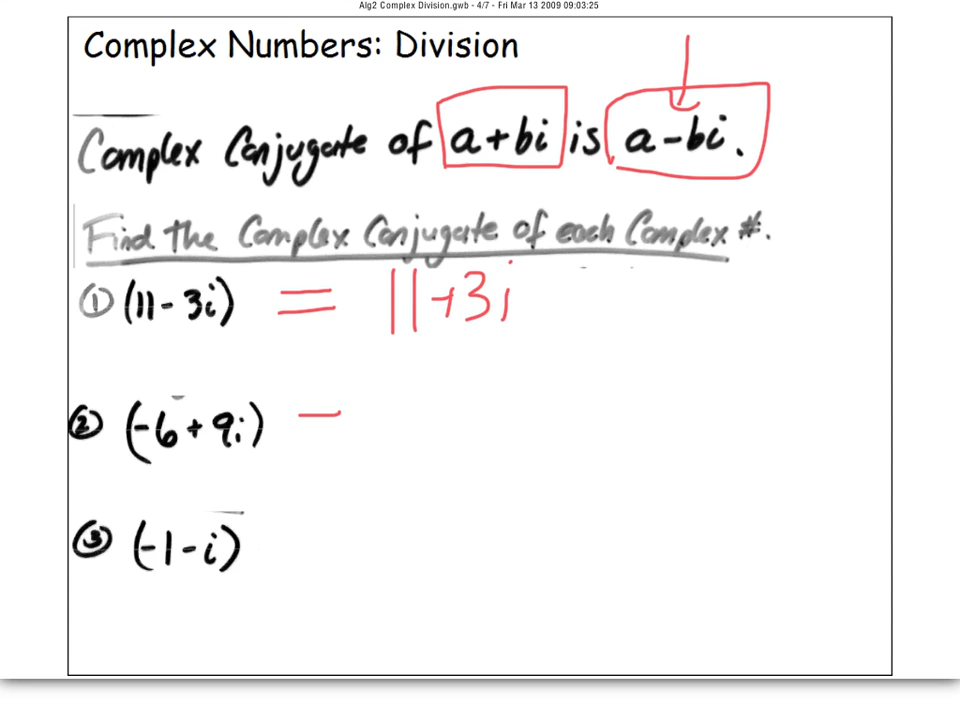 Alg2 Complex Division.gwb - 4/7 - Fri Mar 13 2009 09:03:25
Complex Numbers: Division
Complex Conjugate of a+bi is a-bi.
Find the Complex Conjugate of each Complex #.
① (11-3i) = 11+3i
② (-6+9i) -
③ (-1-i)